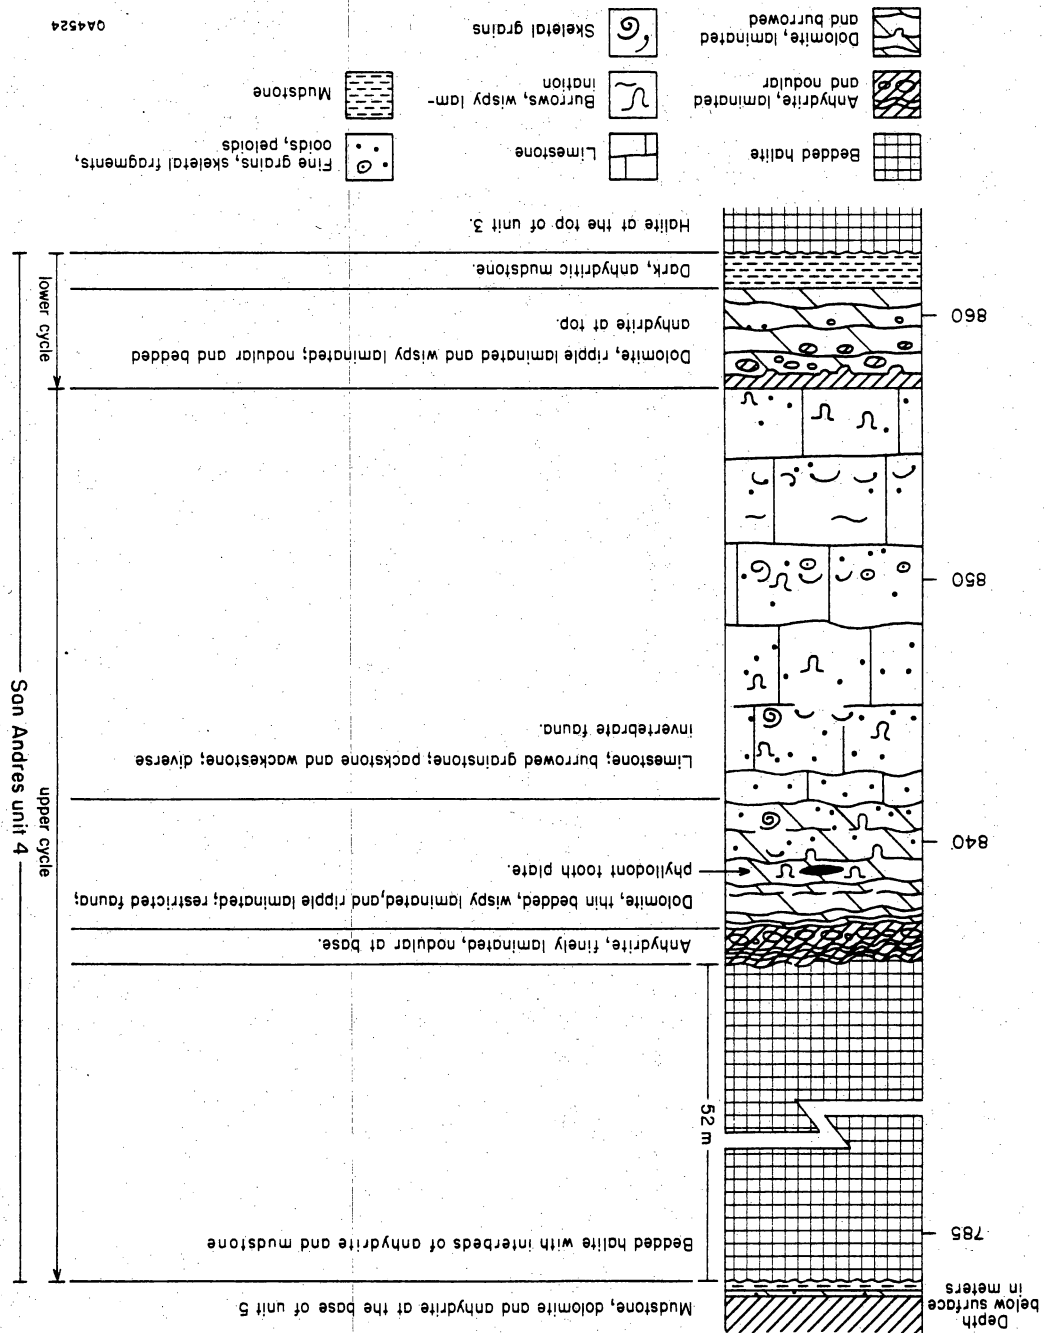 Depth
below surface
in meters
Mudstone, dolomite and anhydrite at the base of unit 5
785
Bedded halite with interbeds of anhydrite and mudstone
52 m
Anhydrite, finely laminated, nodular at base.
Dolomite, thin bedded, wispy laminated, and ripple laminated; restricted fauna;
phyllodont tooth plate.
840
Limestone; burrowed grainstone; packstone and wackestone; diverse
invertebrate fauna.
850
Dolomite, ripple laminated and wispy laminated; nodular and bedded
anhydrite at top.
860
Dark, anhydritic mudstone.
Halite at the top of unit 3.
upper cycle
lower cycle
San Andres unit 4
Bedded halite
Limestone
Fine grains, skeletal fragments,
ooids, peloids
Anhydrite, laminated
and nodular
Burrows, wispy lam-
ination
Mudstone
Dolomite, laminated
and burrowed
Skeletal grains
QA4524